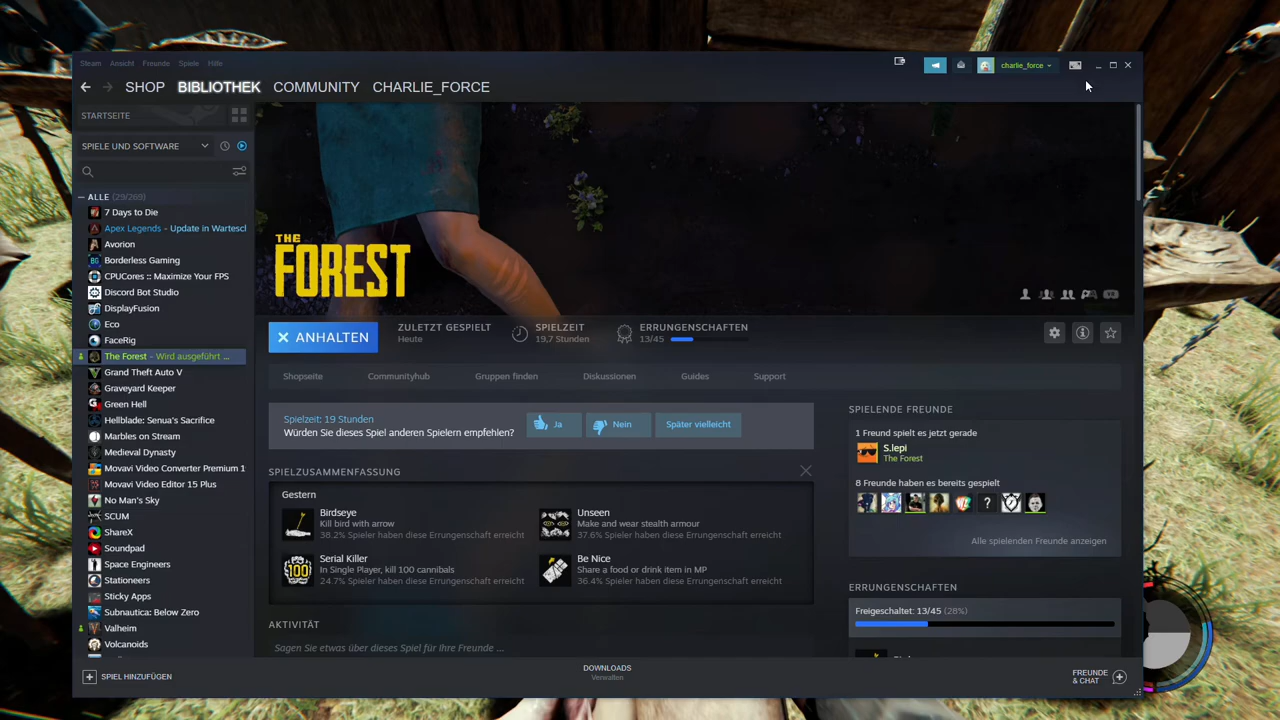 Steam Ansicht Freunde Spiele Hilfe
charlie_force
SHOP BIBLIOTHEK COMMUNITY CHARLIE_FORCE
STARTSEITE
SPIELE UND SOFTWARE
ALLE (29/269)
7 Days to Die
Apex Legends - Update in Wartescl
Avorion
Borderless Gaming
CPUCores :: Maximize Your FPS
Discord Bot Studio
DisplayFusion
Eco
FaceRig
The Forest - Wird ausgeführt ...
Grand Theft Auto V
Graveyard Keeper
Green Hell
Hellblade: Senua's Sacrifice
Marbles on Stream
Medieval Dynasty
Movavi Video Converter Premium 1
Movavi Video Editor 15 Plus
No Man's Sky
SCUM
ShareX
Soundpad
Space Engineers
Stationeers
Sticky Apps
Subnautica: Below Zero
Valheim
Volcanoids
SPIEL HINZUFÜGEN
THE
FOREST
ANHALTEN
ZULETZT GESPIELT
Heute
SPIELZEIT
19,7 Stunden
ERRUNGENSCHAFTEN
13/45
Shopseite Communityhub Gruppen finden Diskussionen Guides Support
Spielzeit: 19 Stunden
Würden Sie dieses Spiel anderen Spielern empfehlen?
Ja Nein Später vielleicht
SPIELZUSAMMENFASSUNG
Gestern
Birdseye
Kill bird with arrow
38.2% Spieler haben diese Errungenschaft erreicht
Unseen
Make and wear stealth armour
37.6% Spieler haben diese Errungenschaft erreicht
Serial Killer
In Single Player, kill 100 cannibals
24.7% Spieler haben diese Errungenschaft erreicht
Be Nice
Share a food or drink item in MP
36.4% Spieler haben diese Errungenschaft erreicht
AKTIVITÄT
Sagen Sie etwas über dieses Spiel für Ihre Freunde ...
SPIELENDE FREUNDE
1 Freund spielt es jetzt gerade
S.lepi
The Forest
8 Freunde haben es bereits gespielt
?
Alle spielenden Freunde anzeigen
ERRUNGENSCHAFTEN
Freigeschaltet: 13/45 (28%)
DOWNLOADS
Verwalten
FREUNDE
& CHAT